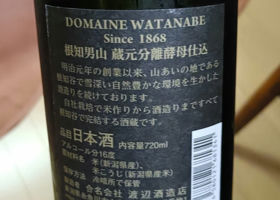 DOMAINE WATANABE
Since 1868
根知男山 蔵元分離酵母仕込
明治元年の創業以来、山あいの地である
根知谷で雪深い自然豊かな環境を生かした
酒造りを続けております。
自社栽培で米作りから酒造りまですべて
根知谷で完結する酒蔵です。
品目 日本酒 内容量720ml
アルコール分16度
原材料名 米(新潟県産)、
米こうじ(新潟県産米)
保存方法 冷暗所で保管
合名会社 渡辺酒造店